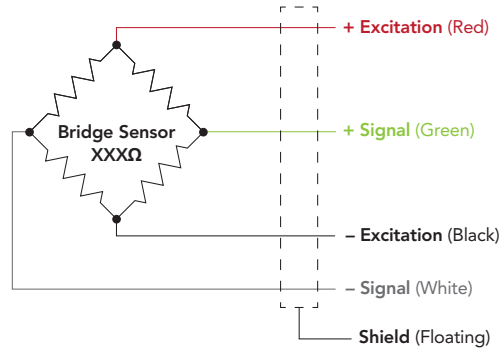 + Excitation (Red)
Bridge Sensor
XXXΩ
+ Signal (Green)
– Excitation (Black)
– Signal (White)
Shield (Floating)